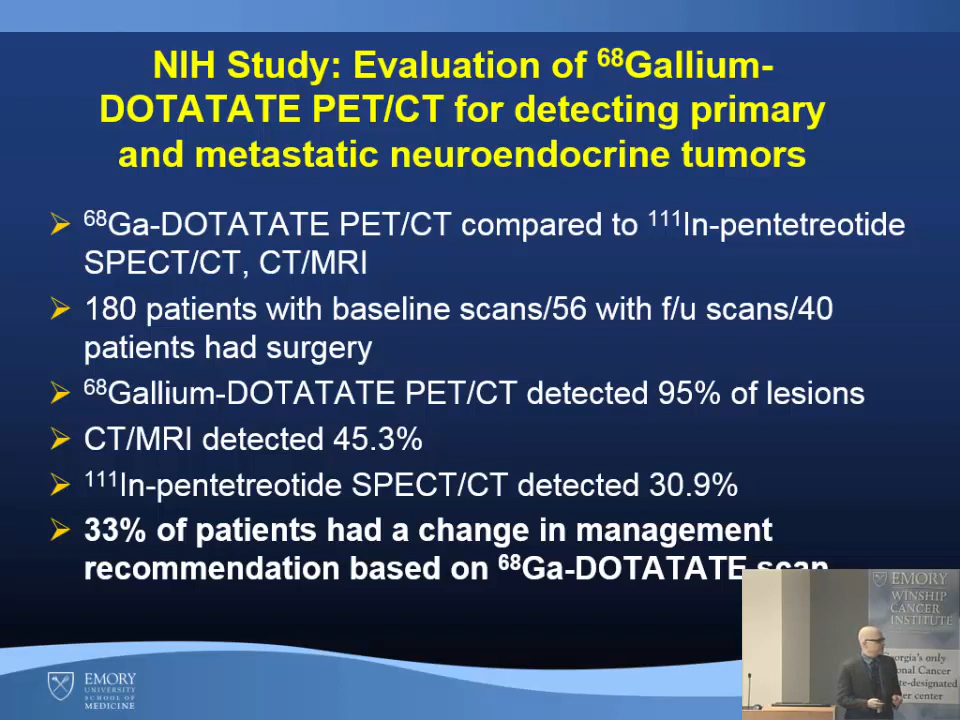 NIH Study: Evaluation of ⁶⁸Gallium-
DOTATATE PET/CT for detecting primary
and metastatic neuroendocrine tumors
⁶⁸Ga-DOTATATE PET/CT compared to ¹¹¹In-pentetreotide
SPECT/CT, CT/MRI
180 patients with baseline scans/56 with f/u scans/40
patients had surgery
⁶⁸Gallium-DOTATATE PET/CT detected 95% of lesions
CT/MRI detected 45.3%
¹¹¹In-pentetreotide SPECT/CT detected 30.9%
33% of patients had a change in management
recommendation based on ⁶⁸Ga-DOTATATE scan
EMORY
WINSHIP
CANCER
INSTITUTE
only
Cancer
-designated
center
EMORY
UNIVERSITY
SCHOOL OF
MEDICINE